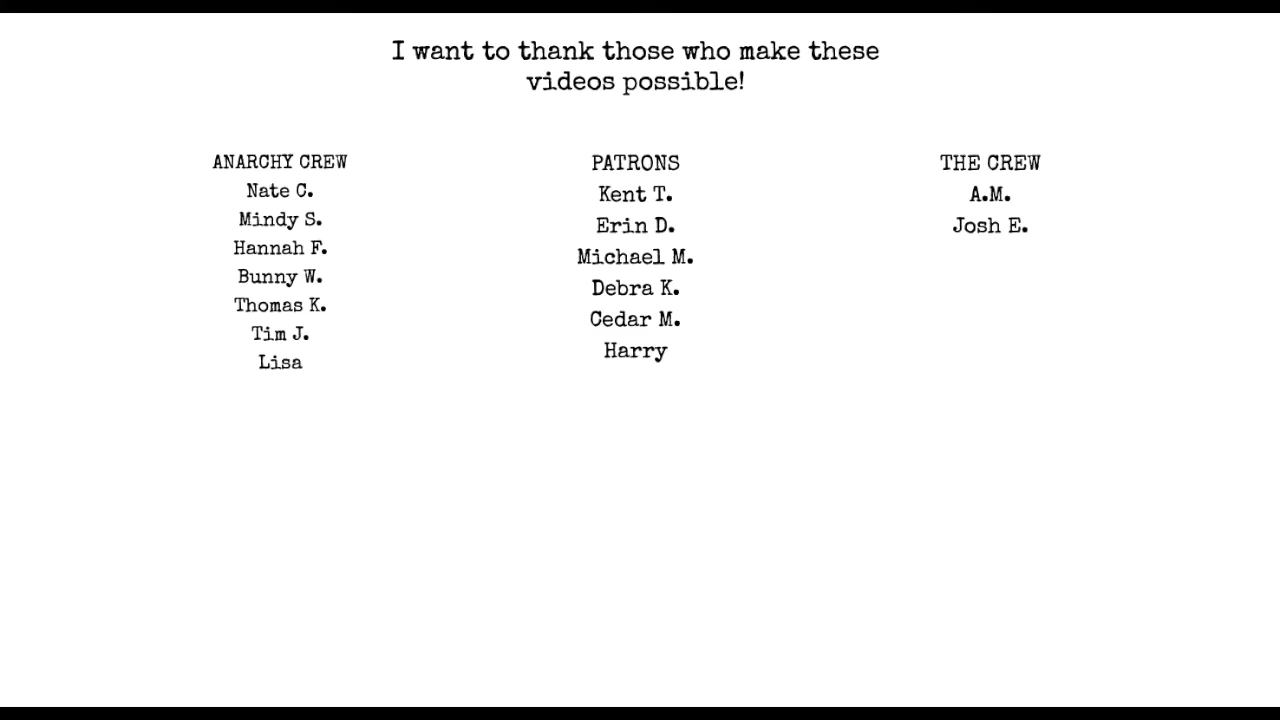 I want to thank those who make these
videos possible!
ANARCHY CREW
Nate C.
Mindy S.
Hannah F.
Bunny W.
Thomas K.
Tim J.
Lisa
PATRONS
Kent T.
Erin D.
Michael M.
Debra K.
Cedar M.
Harry
THE CREW
A.M.
Josh E.